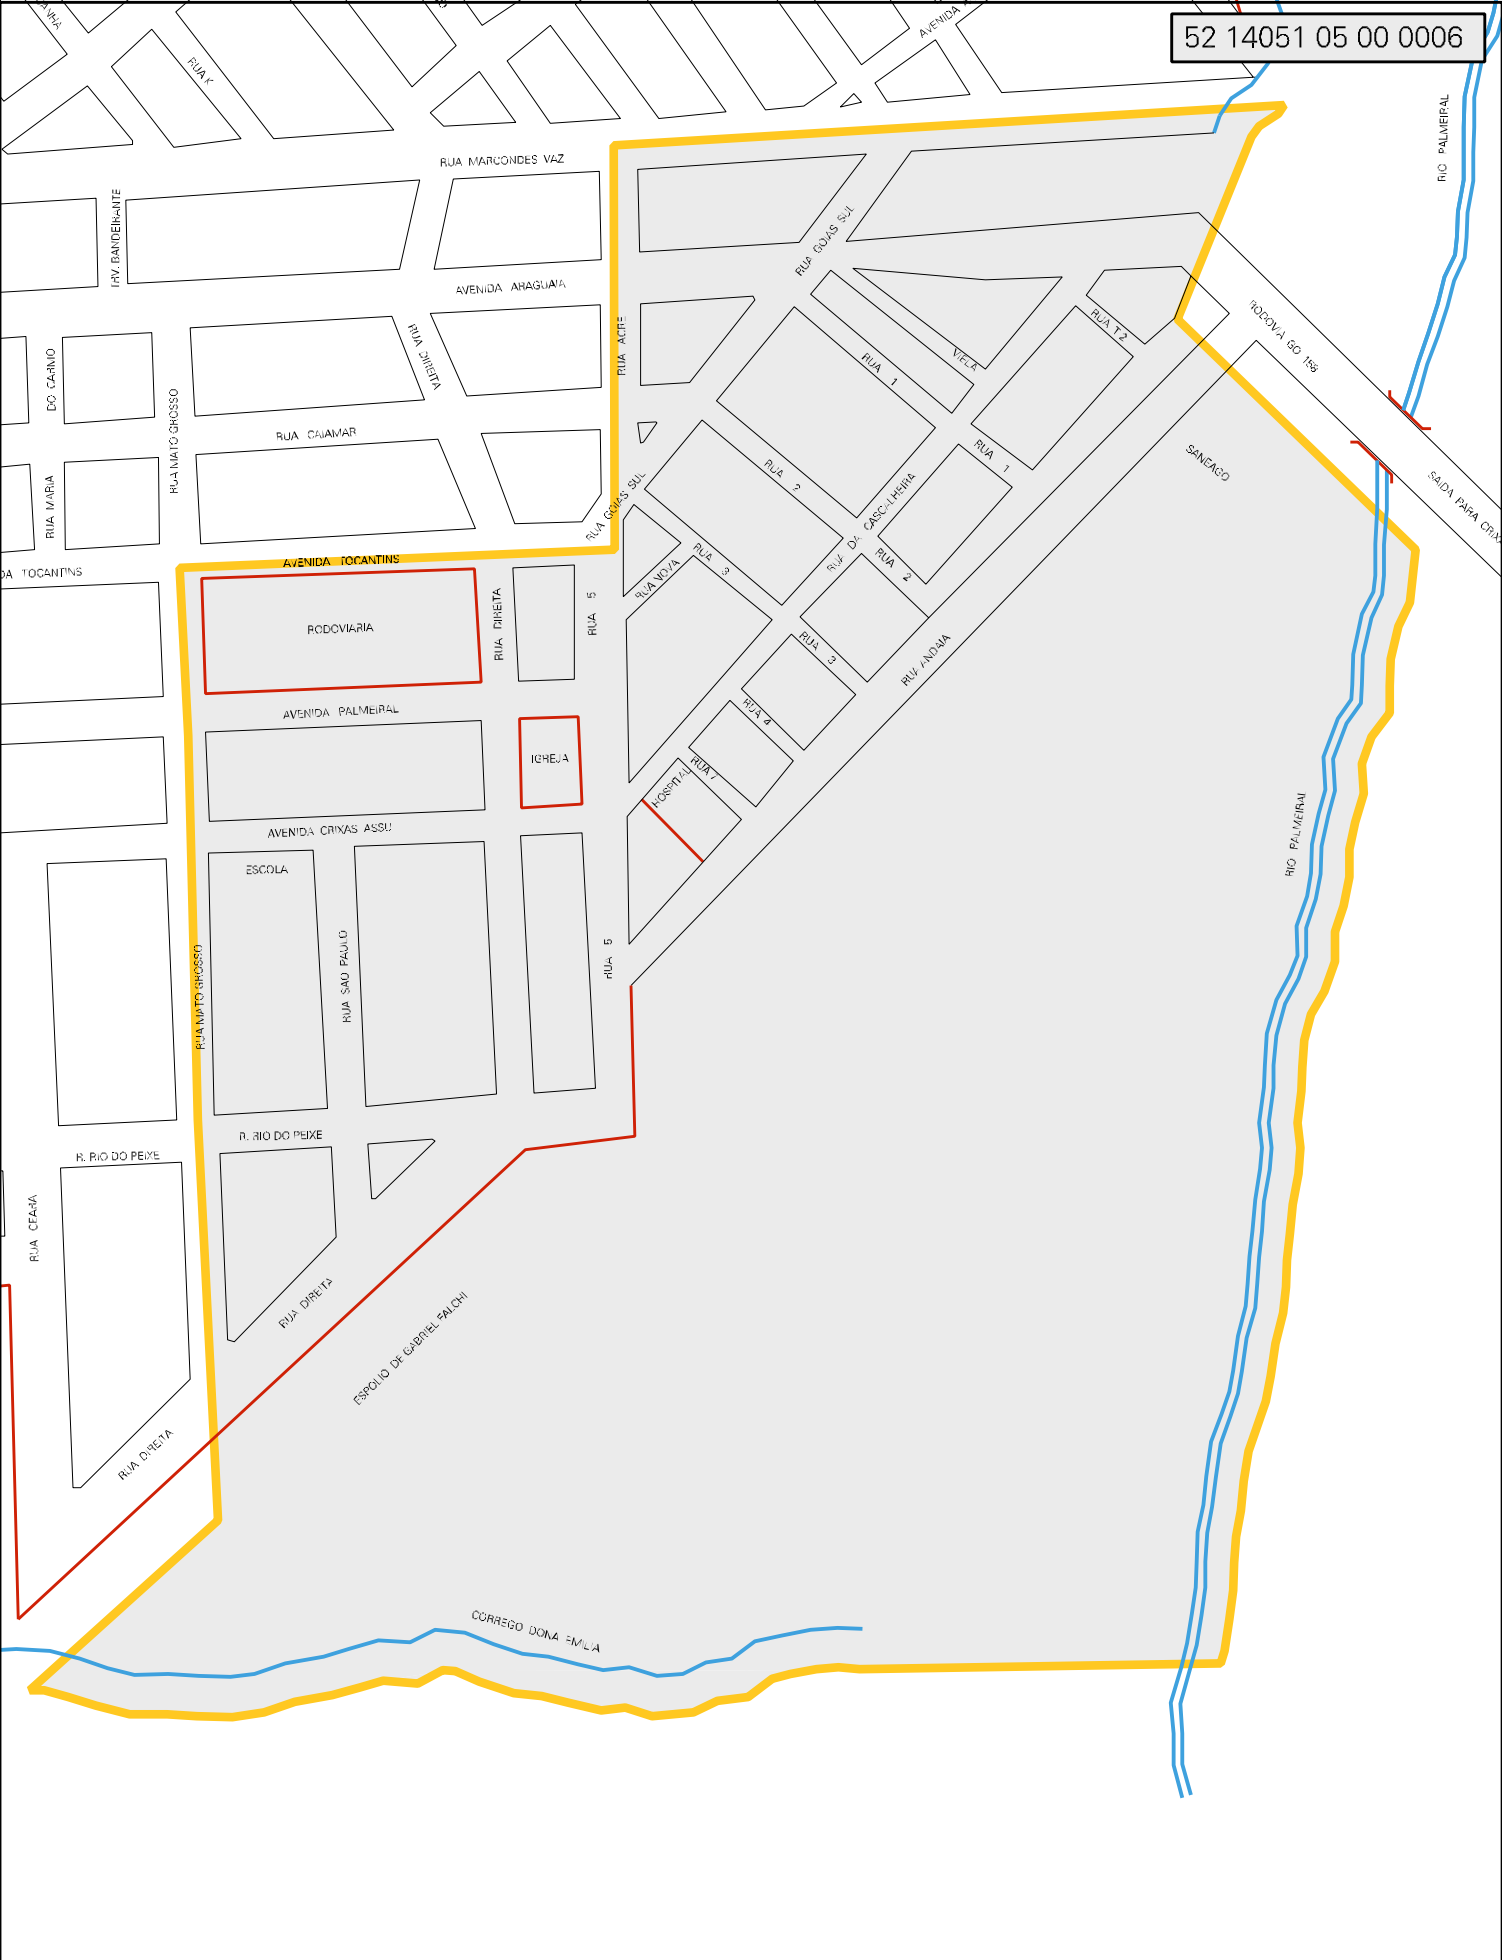 52 14051 05 00 0006
RUA K
RUA MARCONDES VAZ
RIO PALMEIRAL
TRV. BANDEIRANTE
AVENIDA
AVENIDA ARAGUAIA
RUA GOIAS SUL
RUA ACRE
RUA DIREITA
DO CARMO
RUA MATO GROSSO
RUA CAIAMAR
RUA T 2
RODOVIA GO 156
VIELA
RUA 1
RUA 1
SANEAGO
SAIDA PARA CRIX
RUA MARIA
RUA 2
RUA GOIAS SUL
RUA DA CASCALHEIRA
RUA 2
DA TOCANTINS
AVENIDA TOCANTINS
RUA NOVA
RUA 3
RODOVIARIA
RUA DIREITA
RUA 5
RUA 3
RUA ANDAIA
AVENIDA PALMEIRAL
RUA 4
IGREJA
RUA 7
HOSPITAL
AVENIDA CRIXAS ASSU
ESCOLA
RIO PALMEIRAL
RUA MATO GROSSO
RUA SAO PAULO
RUA 5
R. RIO DO PEIXE
R. RIO DO PEIXE
RUA CEARA
RUA DIREITA
ESPOLIO DE GABRIEL FALCHI
RUA DIREITA
CORREGO DONA EMILIA